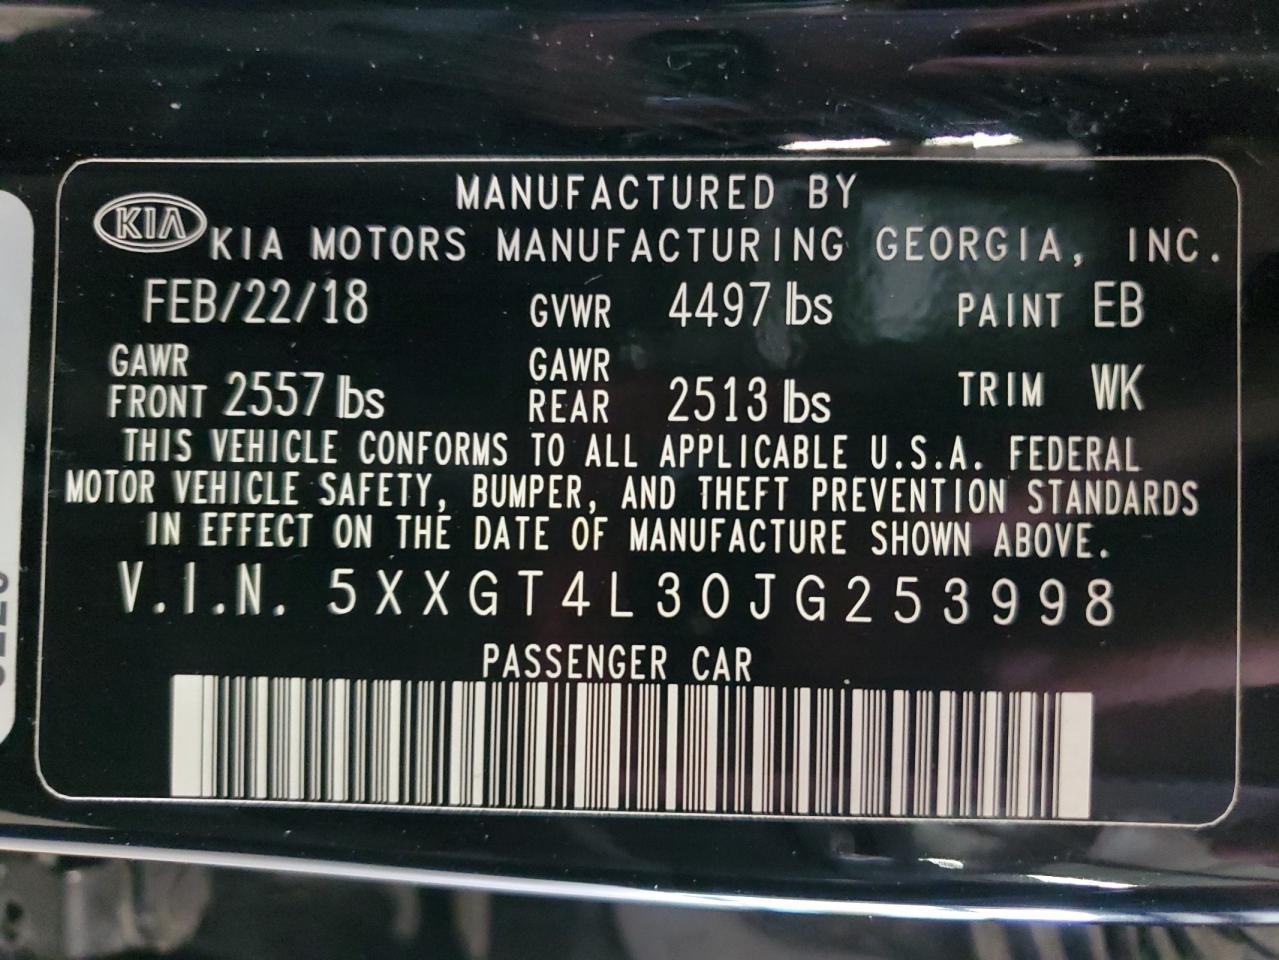 MANUFACTURED BY
KIA KIA MOTORS MANUFACTURING GEORGIA, INC.
FEB/22/18 GVWR 4497 lbs PAINT EB
GAWR FRONT 2557 lbs GAWR REAR 2513 lbs TRIM WK
THIS VEHICLE CONFORMS TO ALL APPLICABLE U.S.A. FEDERAL
MOTOR VEHICLE SAFETY, BUMPER, AND THEFT PREVENTION STANDARDS
IN EFFECT ON THE DATE OF MANUFACTURE SHOWN ABOVE.
V.I.N. 5XXGT4L30JG253998
PASSENGER CAR